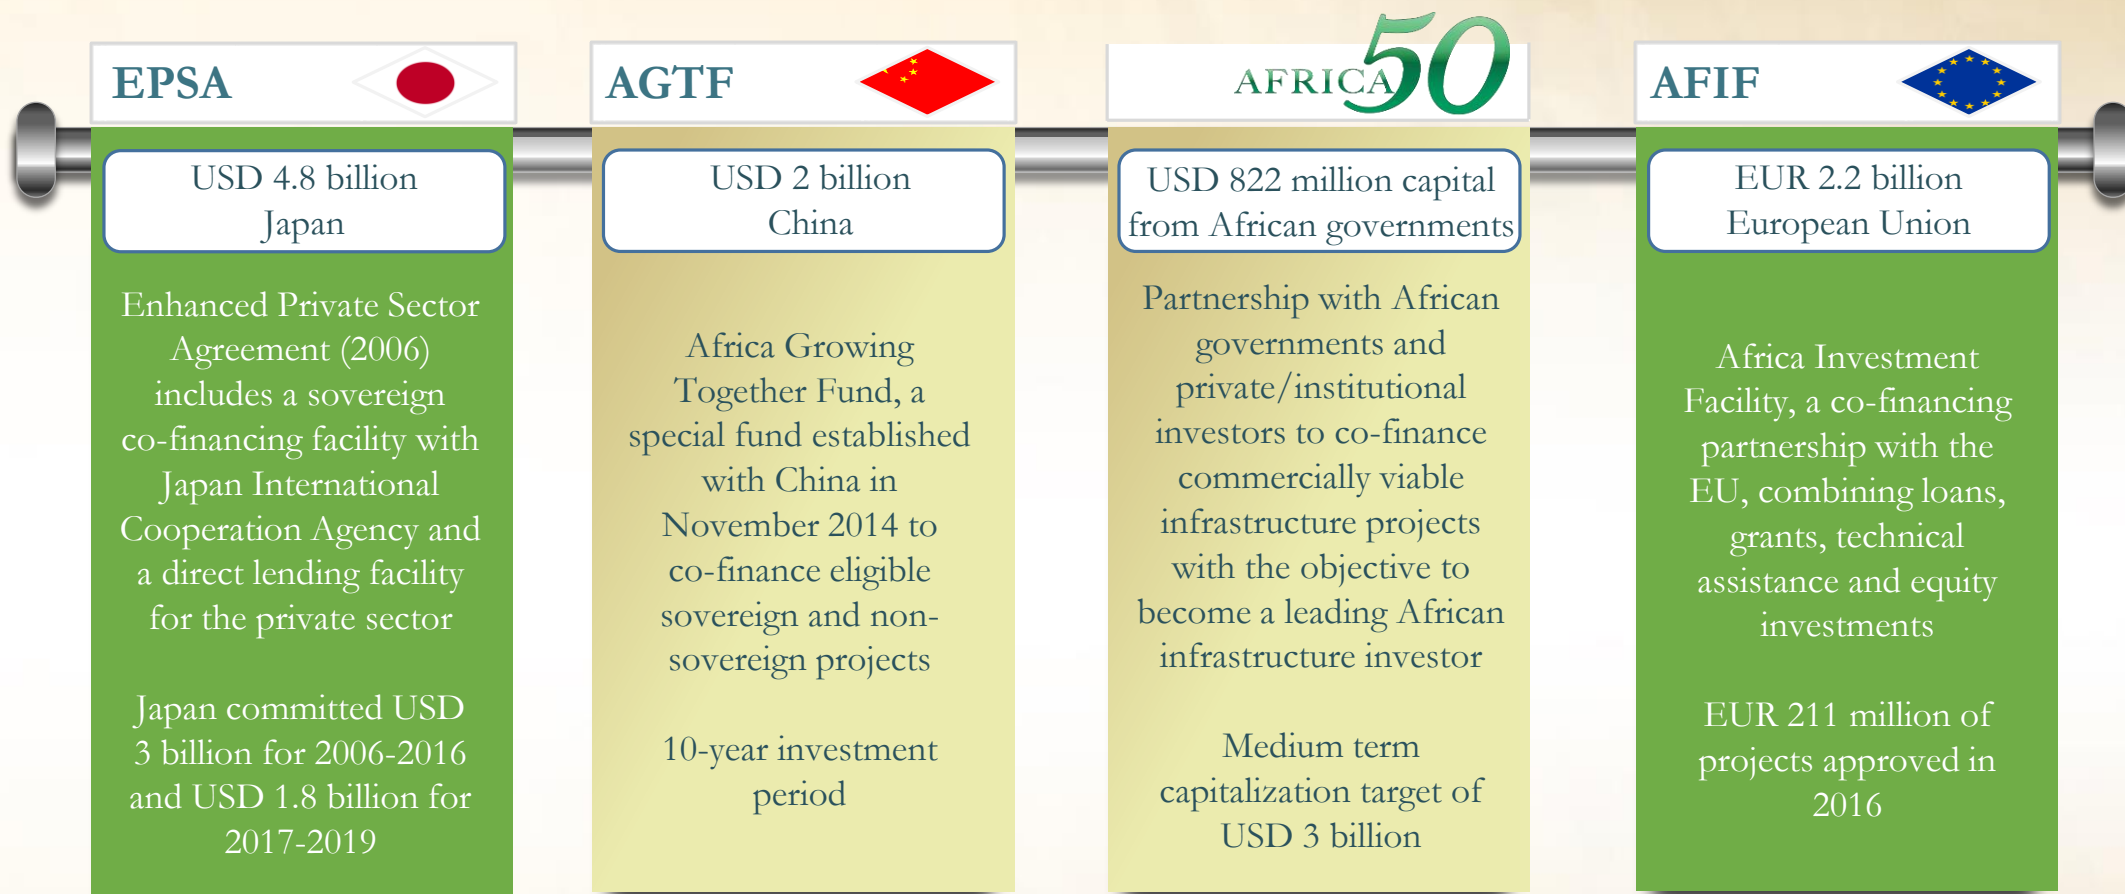 EPSA
USD 4.8 billion
Japan
Enhanced Private Sector
Agreement (2006)
includes a sovereign
co-financing facility with
Japan International
Cooperation Agency and
a direct lending facility
for the private sector
Japan committed USD
3 billion for 2006-2016
and USD 1.8 billion for
2017-2019
AGTF
USD 2 billion
China
Africa Growing
Together Fund, a
special fund established
with China in
November 2014 to
co-finance eligible
sovereign and non-
sovereign projects
10-year investment
period
AFRICA50
USD 822 million capital
from African governments
Partnership with African
governments and
private/institutional
investors to co-finance
commercially viable
infrastructure projects
with the objective to
become a leading African
infrastructure investor
Medium term
capitalization target of
USD 3 billion
AFIF
EUR 2.2 billion
European Union
Africa Investment
Facility, a co-financing
partnership with the
EU, combining loans,
grants, technical
assistance and equity
investments
EUR 211 million of
projects approved in
2016